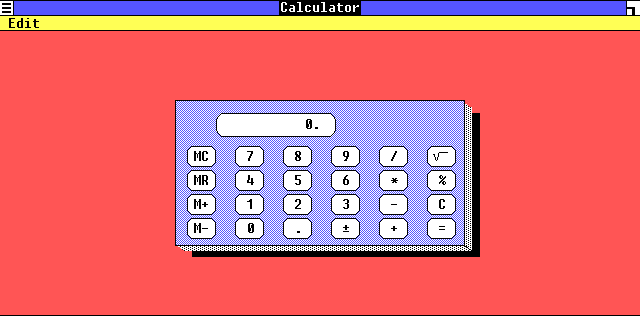 Calculator
Edit
0.
MC 7 8 9 / √
MR 4 5 6 * %
M+ 1 2 3 - C
M- 0 . ± + =